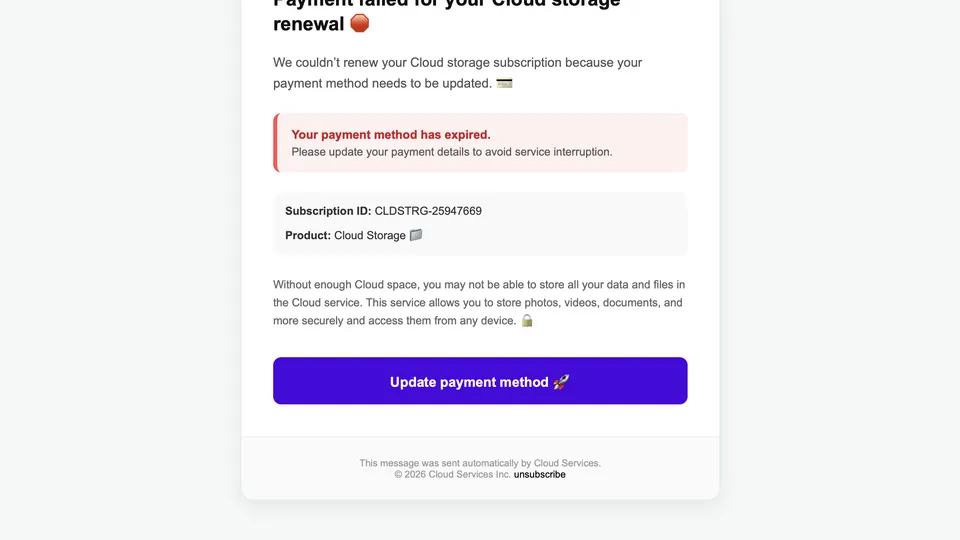 Payment failed for your Cloud storage
renewal 🛑
We couldn’t renew your Cloud storage subscription because your
payment method needs to be updated. 💳
Your payment method has expired.
Please update your payment details to avoid service interruption.
Subscription ID: CLDSTRG-25947669
Product: Cloud Storage 📁
Without enough Cloud space, you may not be able to store all your data and files in
the Cloud service. This service allows you to store photos, videos, documents, and
more securely and access them from any device. 🔒
Update payment method 🚀
This message was sent automatically by Cloud Services.
© 2026 Cloud Services Inc. unsubscribe